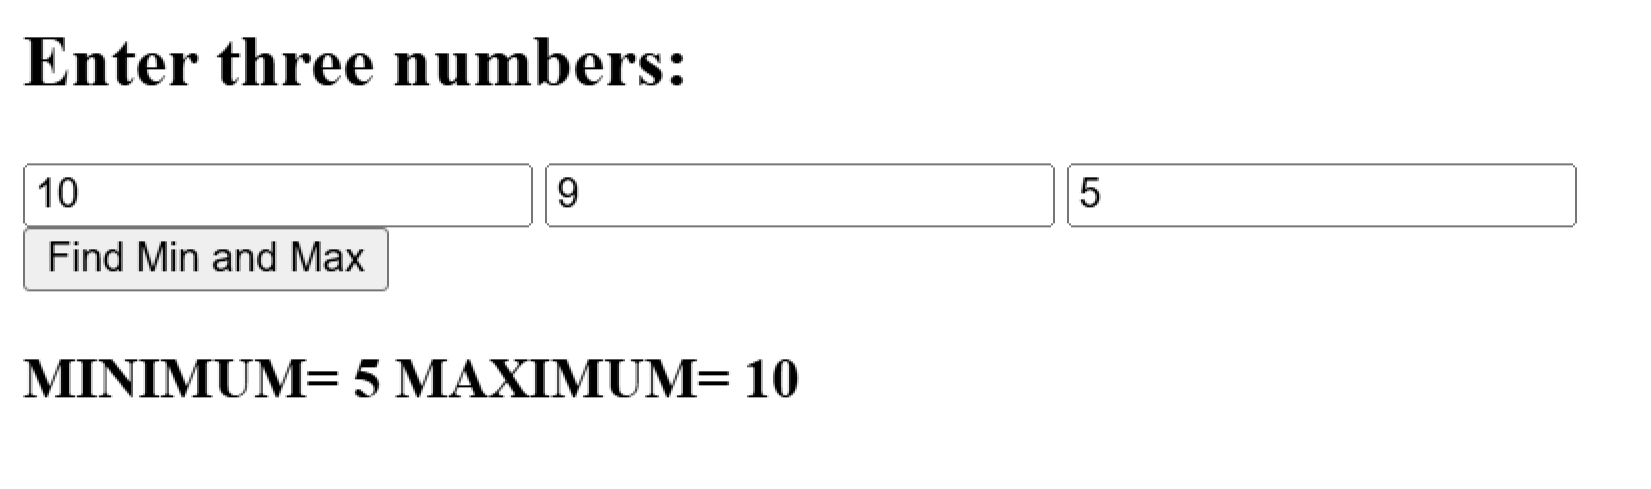 Enter three numbers:
10 9 5
Find Min and Max
MINIMUM= 5 MAXIMUM= 10